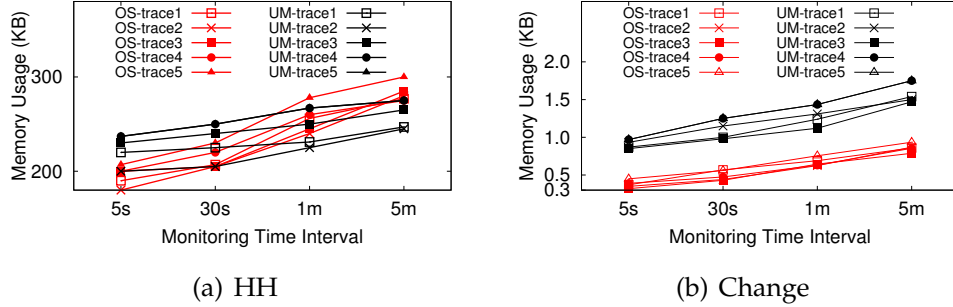 OS-trace1 UM-trace1
OS-trace2 UM-trace2
OS-trace3 UM-trace3
OS-trace4 UM-trace4
OS-trace5 UM-trace5
Memory Usage (KB)
300
200
5s 30s 1m 5m
Monitoring Time Interval
(a) HH
OS-trace1 UM-trace1
OS-trace2 UM-trace2
OS-trace3 UM-trace3
OS-trace4 UM-trace4
OS-trace5 UM-trace5
Memory Usage (KB)
2.0
1.5
1.0
0.5
0.3
5s 30s 1m 5m
Monitoring Time Interval
(b) Change